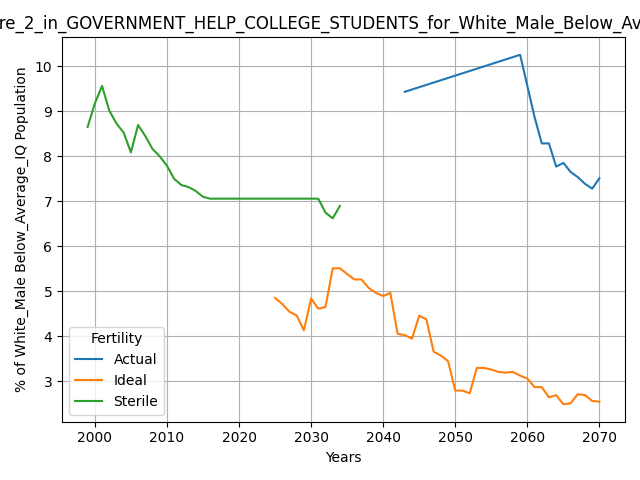 re_2_in_GOVERNMENT_HELP_COLLEGE_STUDENTS_for_White_Male_Below_Av
% of White_Male Below_Average_IQ Population
10
9
8
7
6
5
4
3
Fertility
Actual
Ideal
Sterile
2000 2010 2020 2030 2040 2050 2060 2070
Years